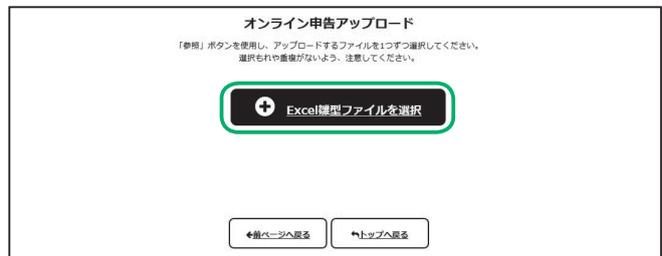 オンライン申告アップロード
「参照」ボタンを使用し、アップロードするファイルを1つずつ選択してください。
選択もれや重複がないよう、注意してください。
Excel雛型ファイルを選択
前ページへ戻る
トップへ戻る